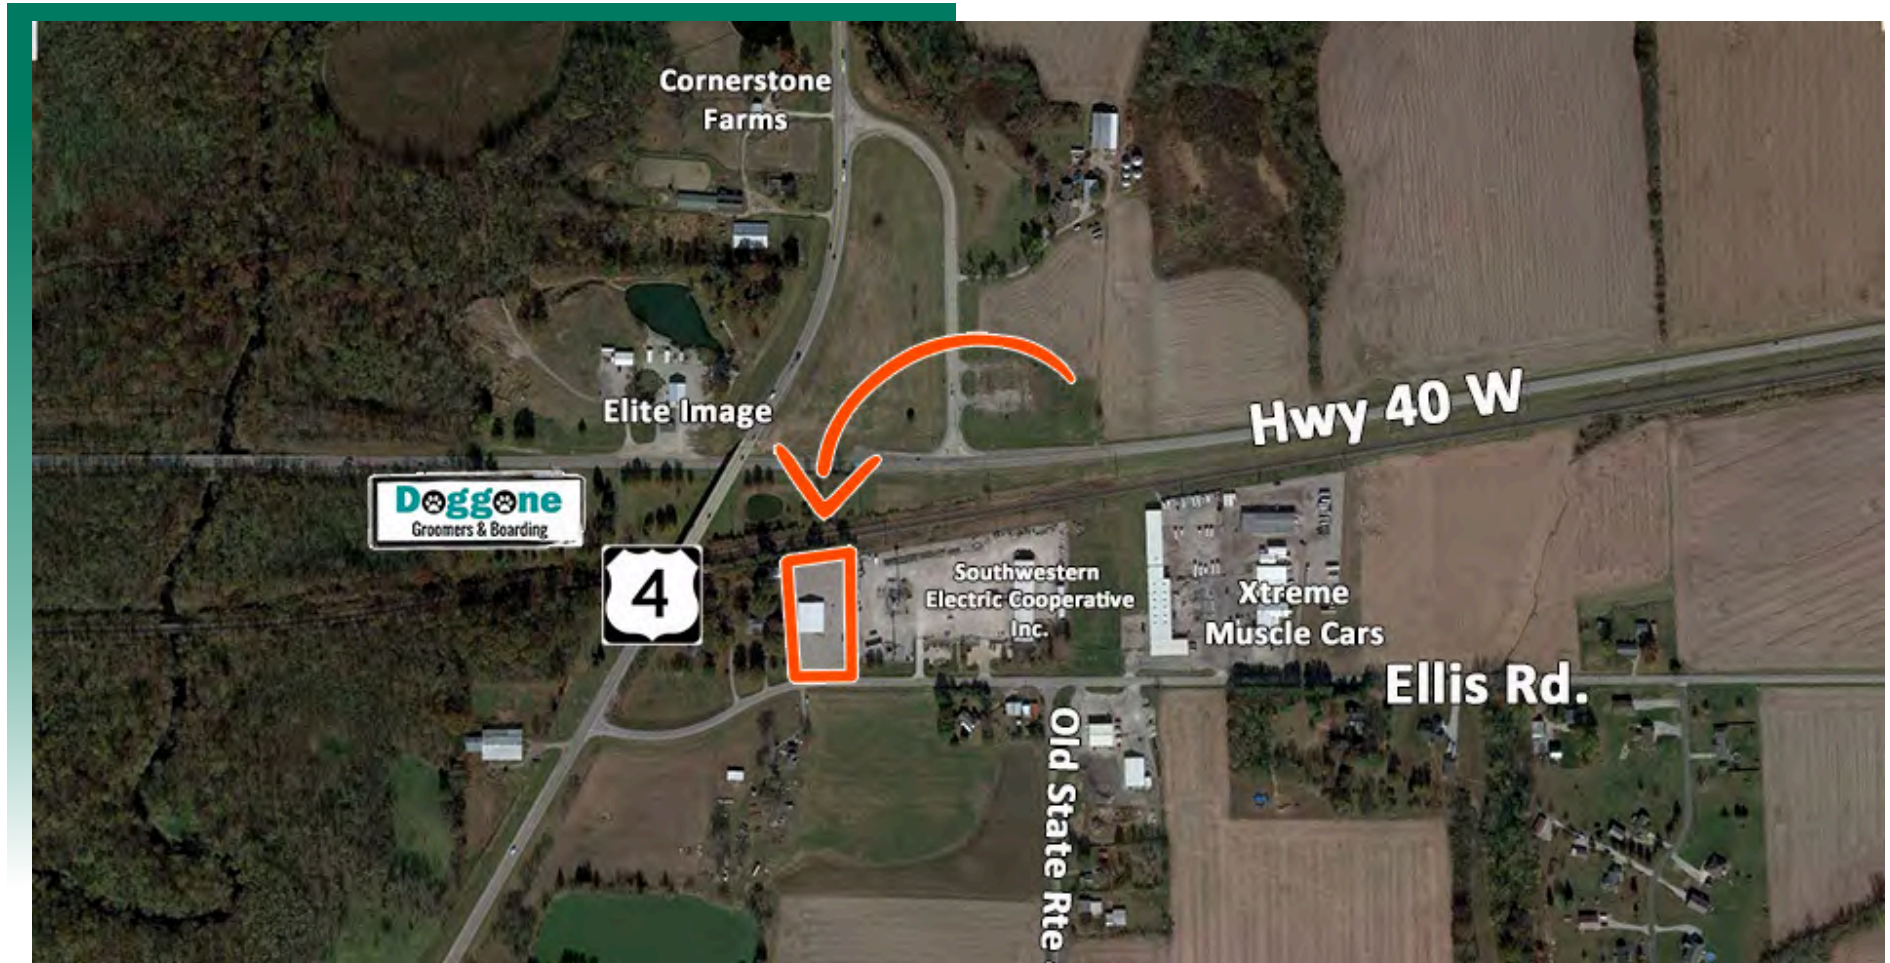 Cornerstone
Farms
Elite Image
Hwy 40 W
Doggone
Groomers & Boarding
4
Southwestern
Electric Cooperative
Inc.
Xtreme
Muscle Cars
Ellis Rd.
Old State Rte